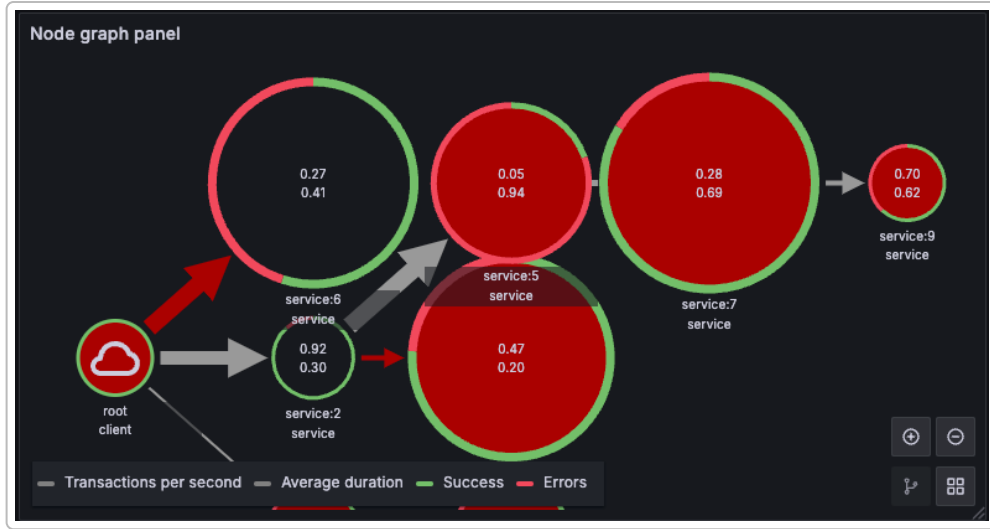 Node graph panel
0.27
0.41
service:6
service
0.05
0.94
service:5
service
0.28
0.69
service:7
service
0.70
0.62
service:9
service
root
client
0.92
0.30
service:2
service
0.47
0.20
Transactions per second
Average duration
Success
Errors